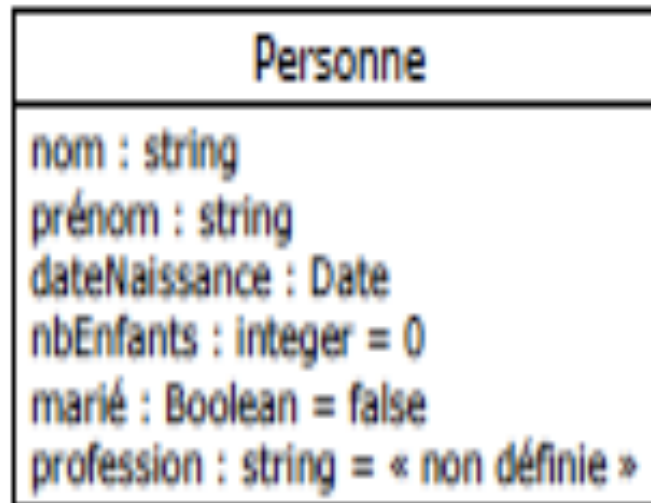 Personne
nom : string
prénom : string
dateNaissance : Date
nbEnfants : integer = 0
marié : Boolean = false
profession : string = « non définie »